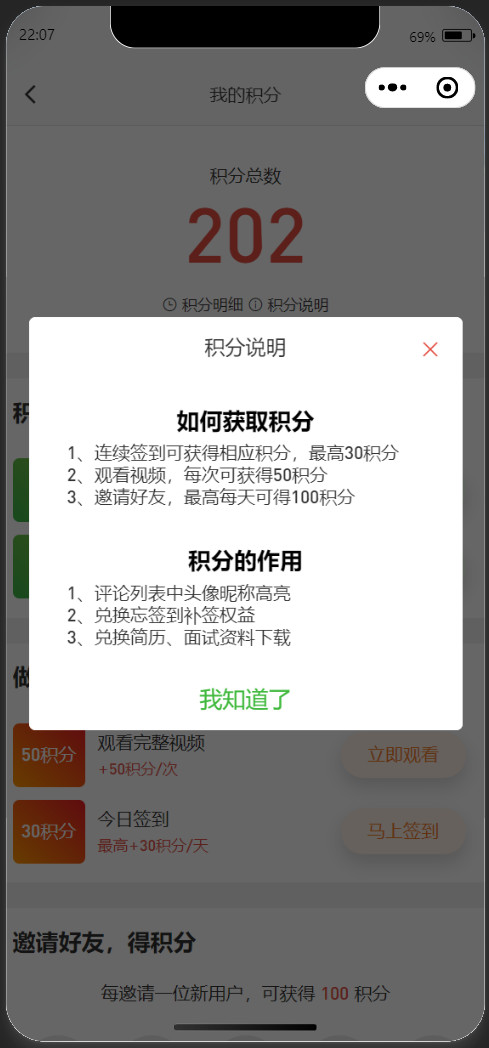 22:07
69%
我的积分
积分总数
202
积分明细 积分说明
积分说明
积
如何获取积分
1、连续签到可获得相应积分，最高30积分
2、观看视频，每次可获得50积分
3、邀请好友，最高每天可得100积分
积分的作用
1、评论列表中头像昵称高亮
2、兑换忘签到补签权益
3、兑换简历、面试资料下载
做
我知道了
50积分 观看完整视频 立即观看
+50积分/次
30积分 今日签到 马上签到
最高+30积分/天
邀请好友，得积分
每邀请一位新用户，可获得 100 积分